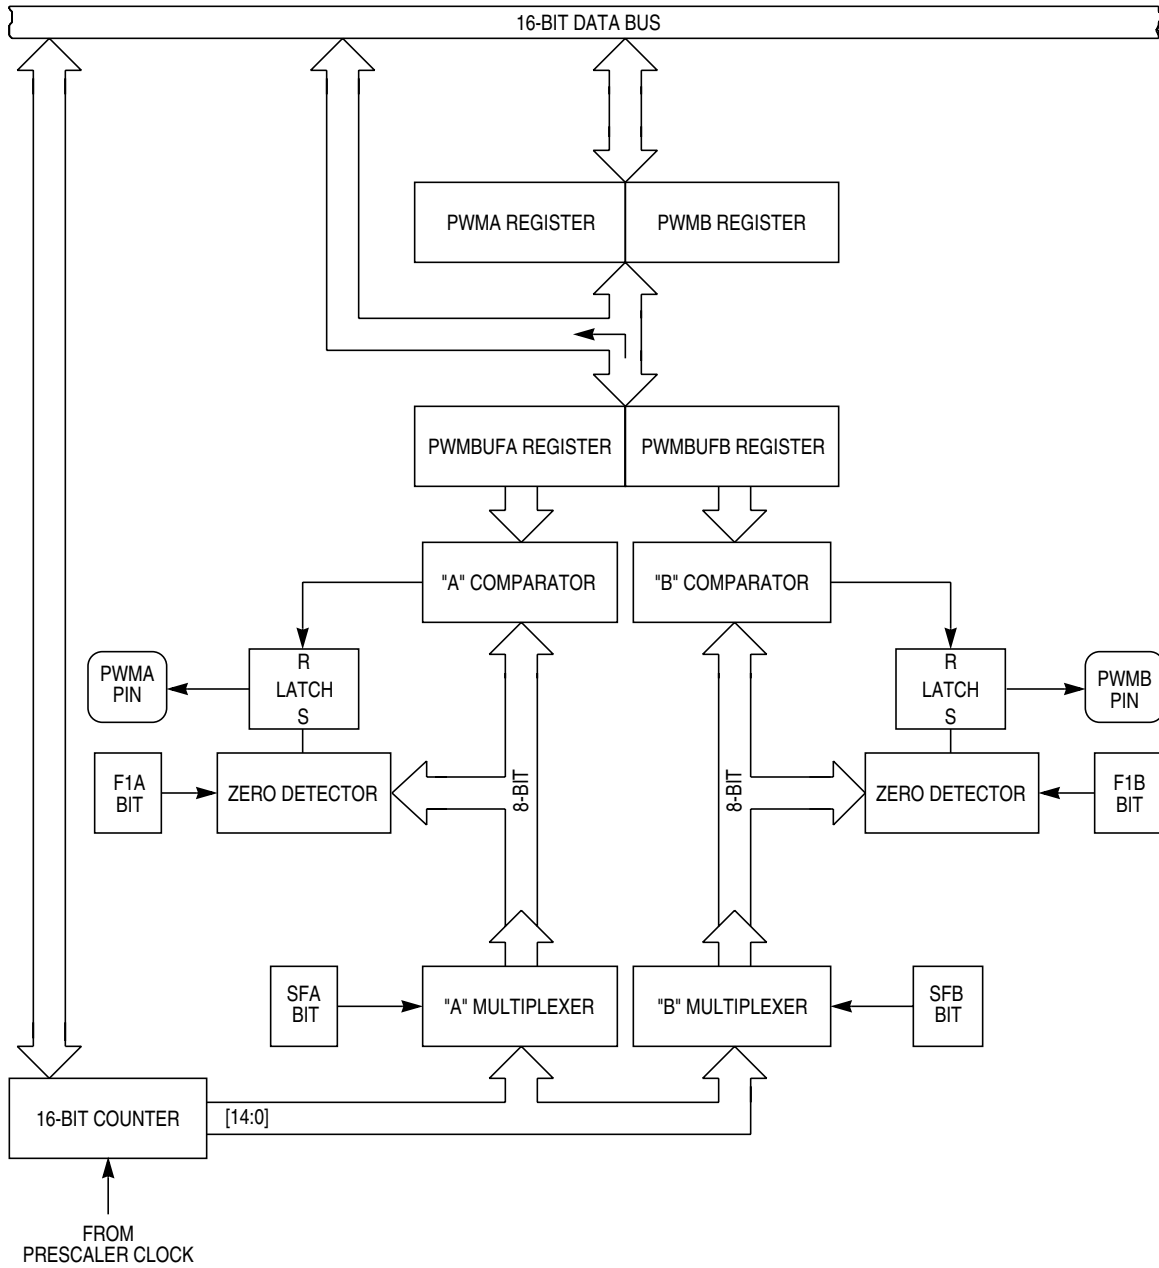 16-BIT DATA BUS
PWMA REGISTER
PWMB REGISTER
PWMBUFA REGISTER
PWMBUFB REGISTER
"A" COMPARATOR
"B" COMPARATOR
PWMA
PIN
R
LATCH
S
R
LATCH
S
PWMB
PIN
F1A
BIT
ZERO DETECTOR
8-BIT
8-BIT
ZERO DETECTOR
F1B
BIT
SFA
BIT
"A" MULTIPLEXER
"B" MULTIPLEXER
SFB
BIT
16-BIT COUNTER
[14:0]
FROM
PRESCALER CLOCK